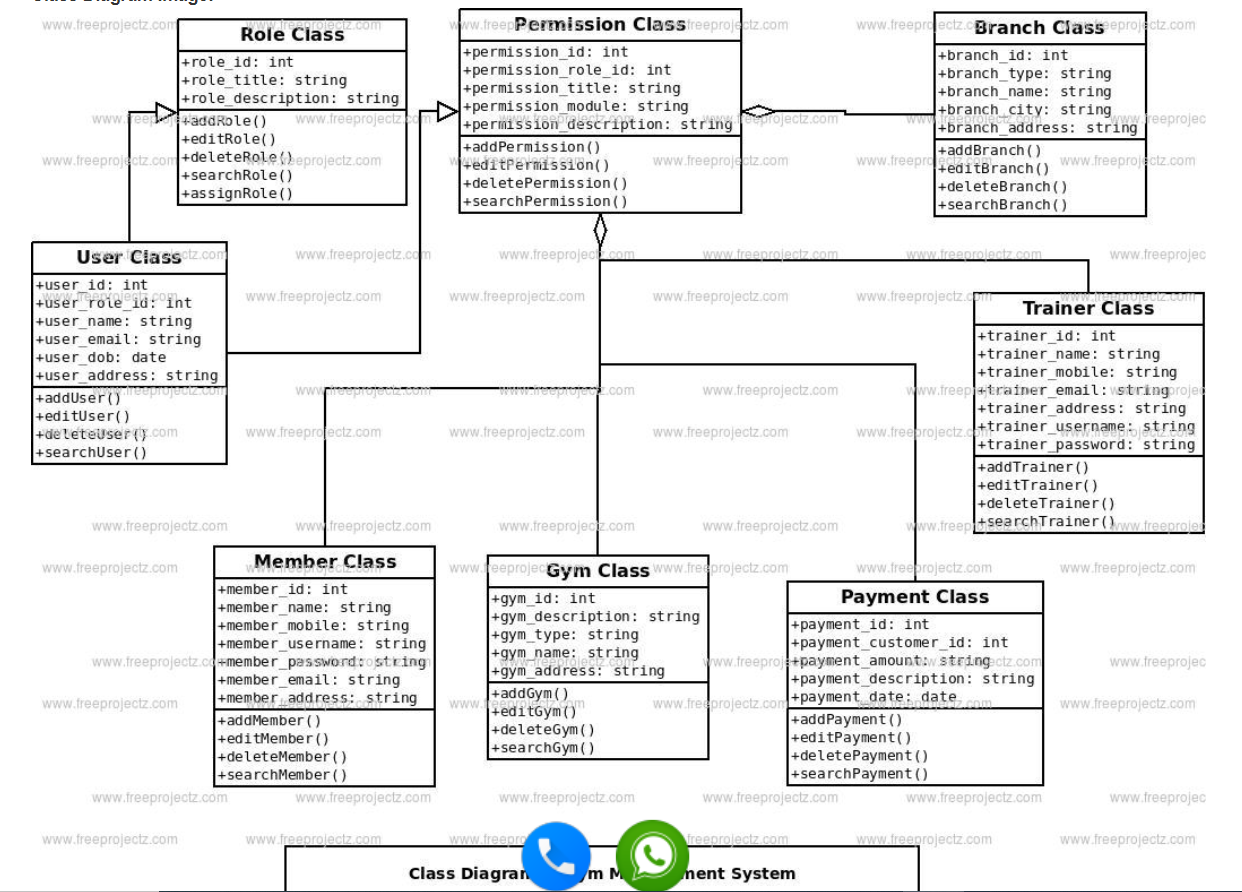 Class Diagram Image:
Role Class
+role_id: int
+role_title: string
+role_description: string
+addRole()
+editRole()
+deleteRole()
+searchRole()
+assignRole()
Permission Class
+permission_id: int
+permission_role_id: int
+permission_title: string
+permission_module: string
+permission_description: string
+addPermission()
+editPermission()
+deletePermission()
+searchPermission()
Branch Class
+branch_id: int
+branch_type: string
+branch_name: string
+branch_city: string
+branch_address: string
+addBranch()
+editBranch()
+deleteBranch()
+searchBranch()
User Class
+user_id: int
+user_role_id: int
+user_name: string
+user_email: string
+user_dob: date
+user_address: string
+addUser()
+editUser()
+deleteUser()
+searchUser()
Trainer Class
+trainer_id: int
+trainer_name: string
+trainer_mobile: string
+trainer_email: string
+trainer_address: string
+trainer_username: string
+trainer_password: string
+addTrainer()
+editTrainer()
+deleteTrainer()
+searchTrainer()
Member Class
+member_id: int
+member_name: string
+member_mobile: string
+member_username: string
+member_password: string
+member_email: string
+member_address: string
+addMember()
+editMember()
+deleteMember()
+searchMember()
Gym Class
+gym_id: int
+gym_description: string
+gym_type: string
+gym_name: string
+gym_address: string
+addGym()
+editGym()
+deleteGym()
+searchGym()
Payment Class
+payment_id: int
+payment_customer_id: int
+payment_amount: string
+payment_description: string
+payment_date: date
+addPayment()
+editPayment()
+deletePayment()
+searchPayment()
Class Diagram System
www.freeprojectz.com